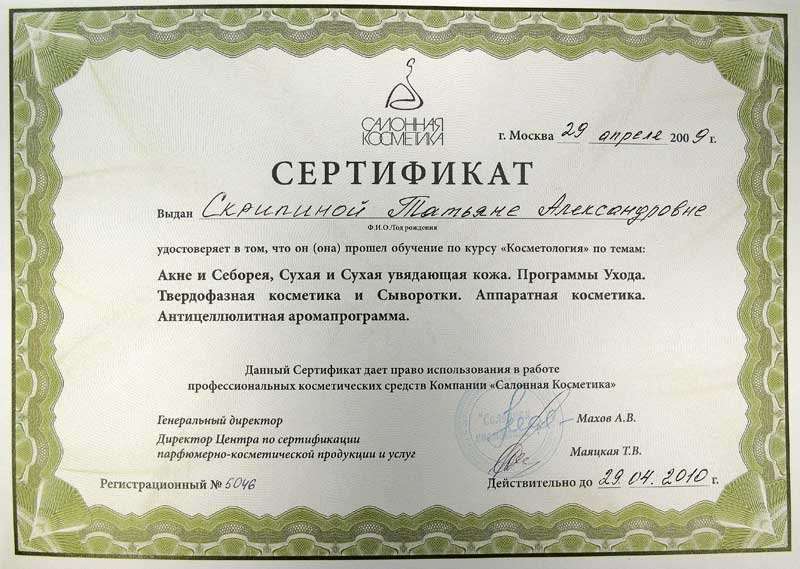 САЛОННАЯ
КОСМЕТИКА
г. Москва 29 апреля 2009 г.
СЕРТИФИКАТ
Выдан Скрипиной Татьяне Александровне
Ф.И.О./Год рождения
удостоверяет в том, что он (она) прошел обучение по курсу «Косметология» по темам:
Акне и Себорея, Сухая и Сухая увядающая кожа. Программы Ухода.
Твердофазная косметика и Сыворотки. Аппаратная косметика.
Антицеллюлитная аромапрограмма.
Данный Сертификат дает право использования в работе
профессиональных косметических средств Компании «Салонная Косметика»
Генеральный директор Махов А.В.
Директор Центра по сертификации
парфюмерно-косметической продукции и услуг Маяцкая Т.В.
Регистрационный № 5046 Действительно до 29.04.2010 г.